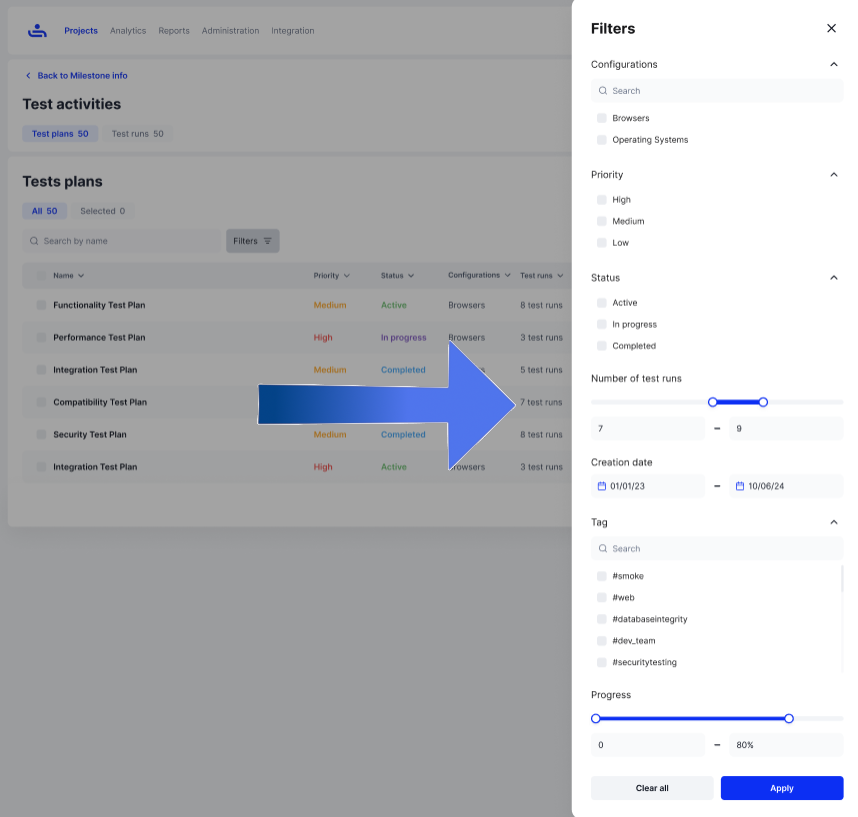 Projects Analytics Reports Administration Integration
Back to Milestone info
Test activities
Test plans 50 Test runs 50
Tests plans
All 50 Selected 0
Search by name Filters
Name Priority Status Configurations Test runs
Functionality Test Plan Medium Active Browsers 8 test runs
Performance Test Plan High In progress Browsers 3 test runs
Integration Test Plan Medium Completed 5 test runs
Compatibility Test Plan 7 test runs
Security Test Plan Medium Completed 8 test runs
Integration Test Plan High Active Browsers 3 test runs
Filters
Configurations
Search
Browsers
Operating Systems
Priority
High
Medium
Low
Status
Active
In progress
Completed
Number of test runs
7 – 9
Creation date
01/01/23 – 10/06/24
Tag
Search
#smoke
#web
#databaseintegrity
#dev_team
#securitytesting
Progress
0 – 80%
Clear all Apply